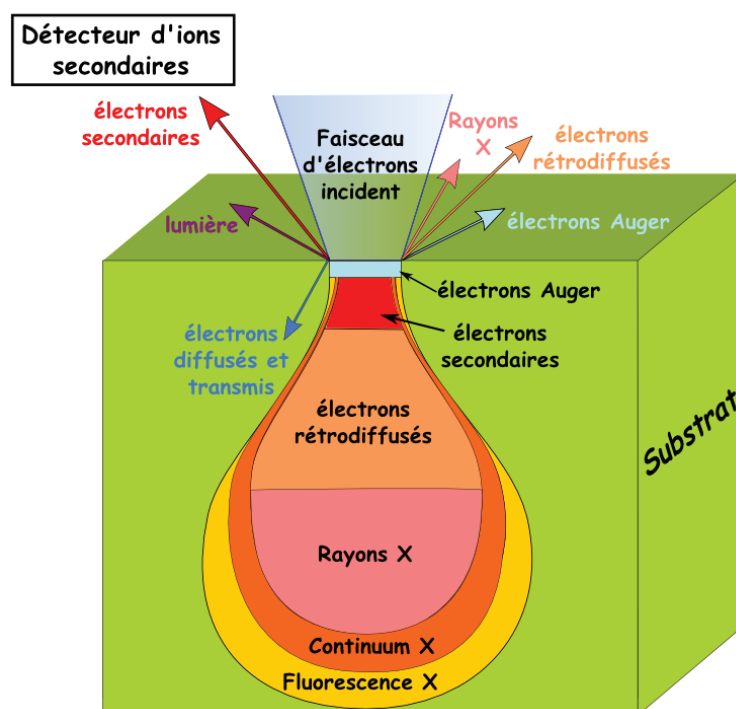 Détecteur d'ions
secondaires
électrons
secondaires
Faisceau
d'électrons
incident
Rayons
X
électrons
rétrodiffusés
lumière
électrons Auger
électrons Auger
électrons
diffusés et
transmis
électrons
secondaires
électrons
rétrodiffusés
Substrat
Rayons X
Continuum X
Fluorescence X